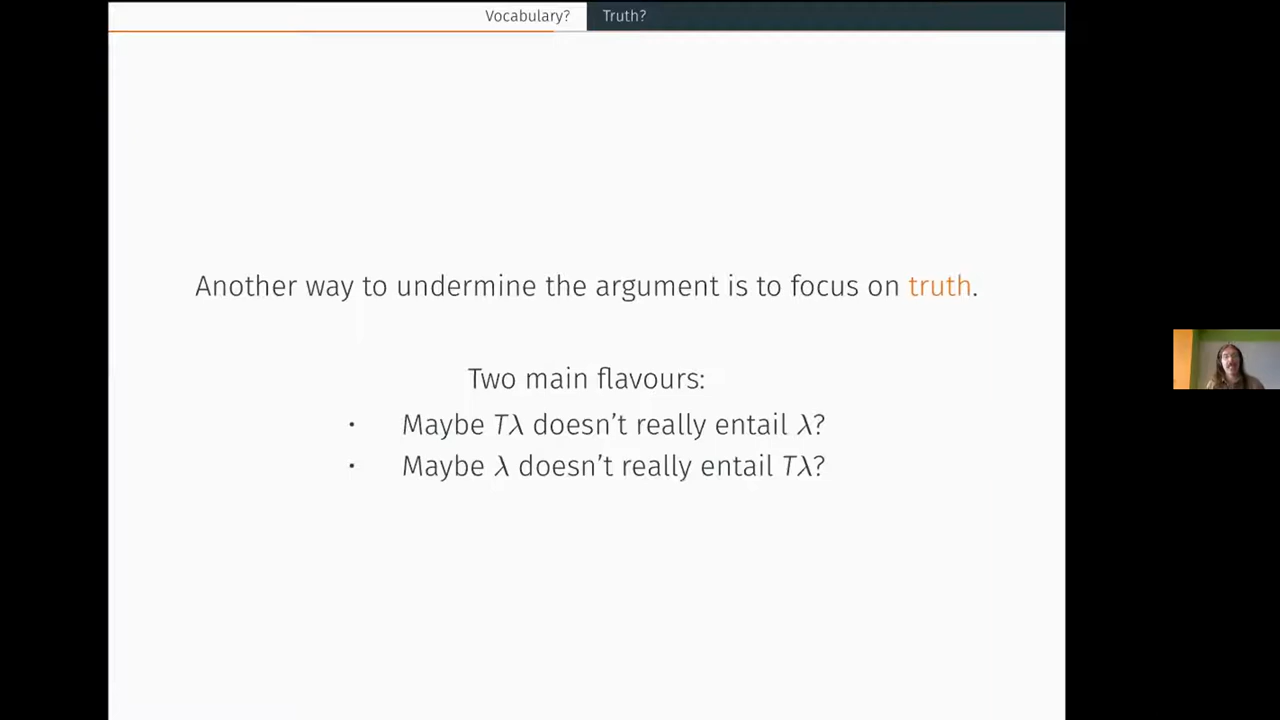 Vocabulary? Truth?
Another way to undermine the argument is to focus on truth.
Two main flavours:
· Maybe Tλ doesn’t really entail λ?
· Maybe λ doesn’t really entail Tλ?